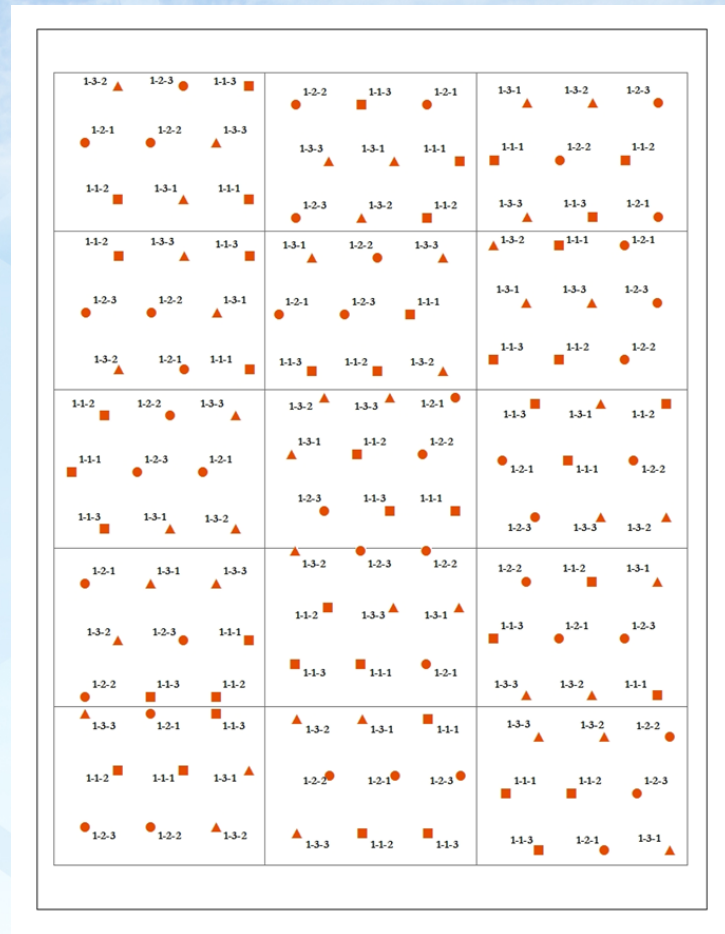 1-3-2 1-2-3 1-1-3
1-2-1 1-2-2 1-3-3
1-1-2 1-3-1 1-1-1
1-2-2 1-1-3 1-2-1
1-3-3 1-3-1 1-1-1
1-2-3 1-3-2 1-1-2
1-3-1 1-3-2 1-2-3
1-1-1 1-2-2 1-1-2
1-3-3 1-1-3 1-2-1
1-1-2 1-3-3 1-1-3
1-2-3 1-2-2 1-3-1
1-3-2 1-2-1 1-1-1
1-3-1 1-2-2 1-3-3
1-2-1 1-2-3 1-1-1
1-1-3 1-1-2 1-3-2
1-3-2 1-1-1 1-2-1
1-3-1 1-3-3 1-2-3
1-1-3 1-1-2 1-2-2
1-1-2 1-2-2 1-3-3
1-1-1 1-2-3 1-2-1
1-1-3 1-3-1 1-3-2
1-3-2 1-3-3 1-2-1
1-3-1 1-1-2 1-2-2
1-2-3 1-1-3 1-1-1
1-1-3 1-3-1 1-1-2
1-2-1 1-1-1 1-2-2
1-2-3 1-3-3 1-3-2
1-2-1 1-3-1 1-3-3
1-3-2 1-2-3 1-1-1
1-2-2 1-1-3 1-1-2
1-3-2 1-2-3 1-2-2
1-1-2 1-3-3 1-3-1
1-1-3 1-1-1 1-2-1
1-2-2 1-1-2 1-3-1
1-1-3 1-2-1 1-2-3
1-3-3 1-3-2 1-1-1
1-3-3 1-2-1 1-1-3
1-1-2 1-1-1 1-3-1
1-2-3 1-2-2 1-3-2
1-3-2 1-3-1 1-1-1
1-2-2 1-2-1 1-2-3
1-3-3 1-1-2 1-1-3
1-3-3 1-3-2 1-2-2
1-1-1 1-1-2 1-2-3
1-1-3 1-2-1 1-3-1